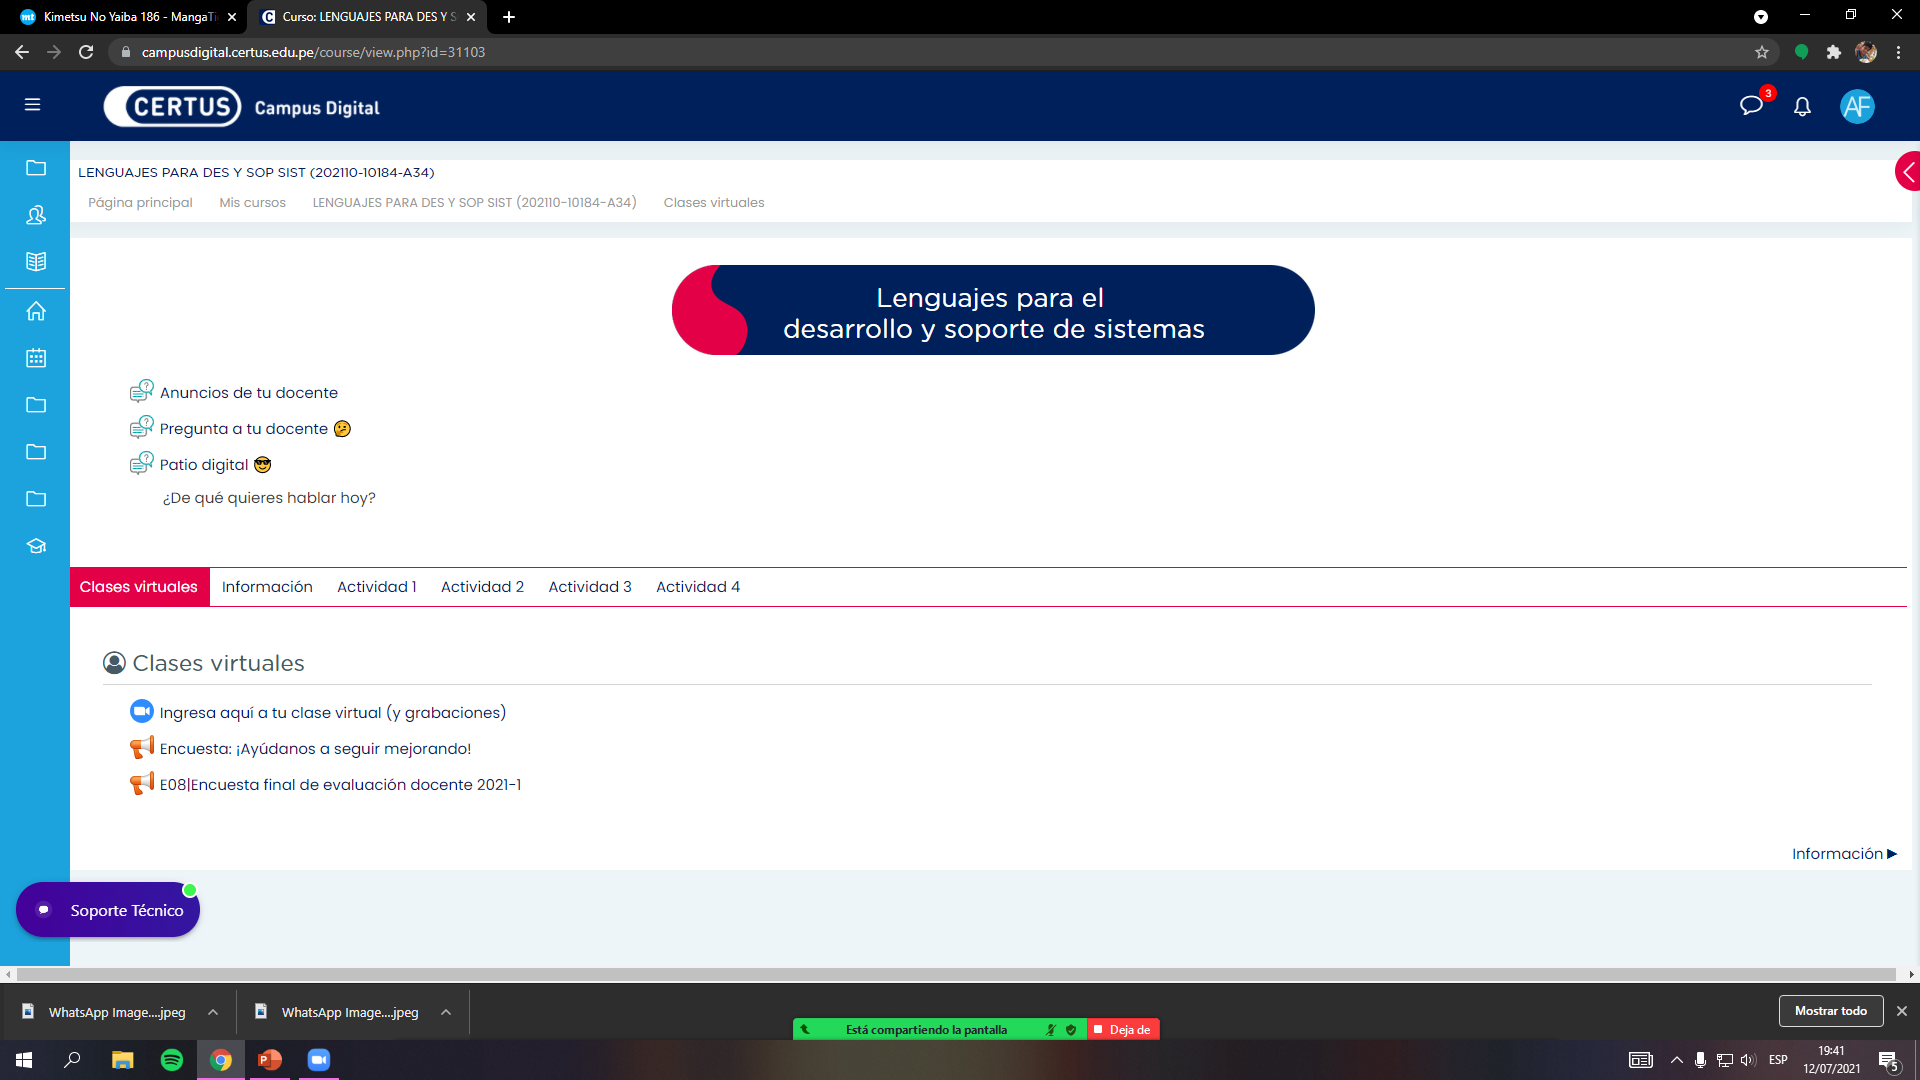 mt Kimetsu No Yaiba 186 - MangaTi
C Curso: LENGUAJES PARA DES Y S
campusdigital.certus.edu.pe/course/view.php?id=31103
CERTUS Campus Digital
3
AF
LENGUAJES PARA DES Y SOP SIST (202110-10184-A34)
Página principal Mis cursos LENGUAJES PARA DES Y SOP SIST (202110-10184-A34) Clases virtuales
Lenguajes para el
desarrollo y soporte de sistemas
Anuncios de tu docente
Pregunta a tu docente 🤔
Patio digital 😎
¿De qué quieres hablar hoy?
Clases virtuales Información Actividad 1 Actividad 2 Actividad 3 Actividad 4
Clases virtuales
Ingresa aquí a tu clase virtual (y grabaciones)
Encuesta: ¡Ayúdanos a seguir mejorando!
E08|Encuesta final de evaluación docente 2021-1
Información ▶
Soporte Técnico
WhatsApp Image....jpeg
WhatsApp Image....jpeg
Mostrar todo
Está compartiendo la pantalla
Deja de
ESP
19:41
12/07/2021
5